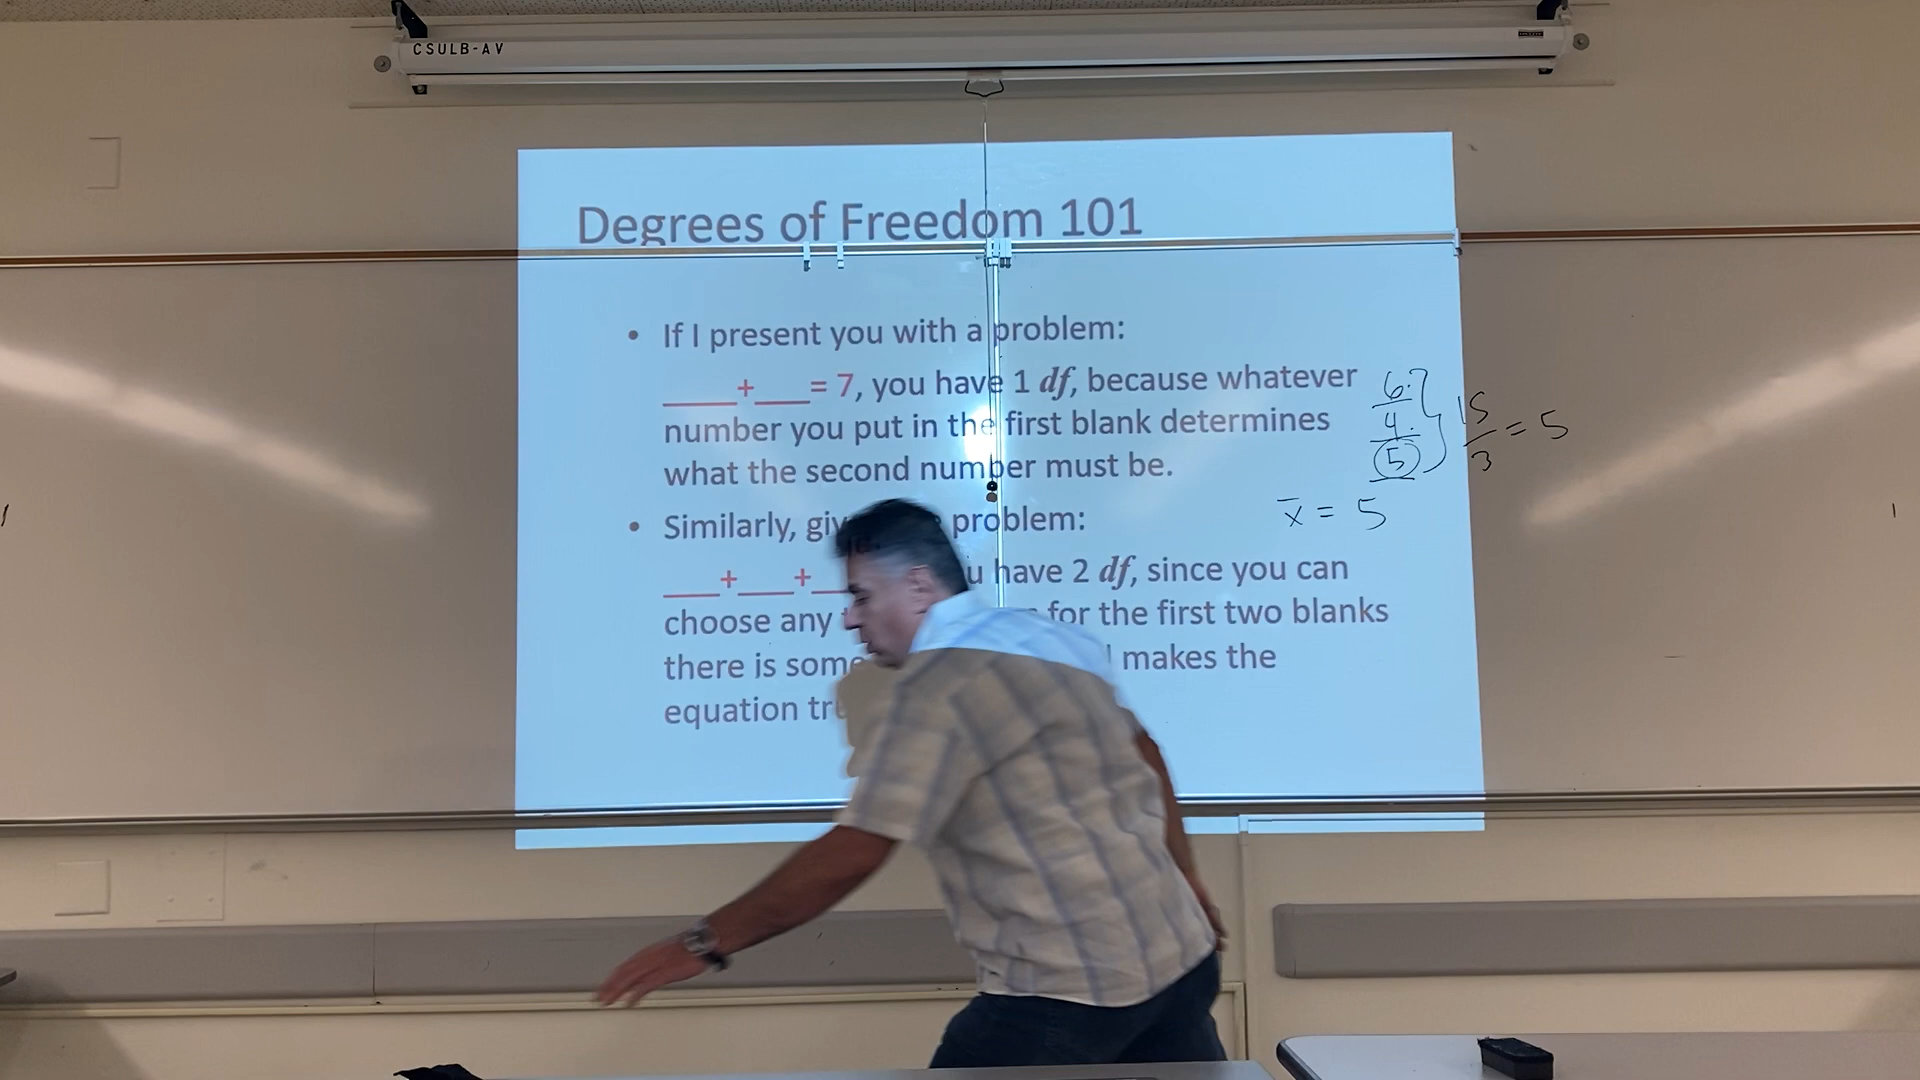 CSULB-AV
Degrees of Freedom 101
• If I present you with a problem:
____+___= 7, you have 1 df, because whatever
number you put in the first blank determines
what the second number must be.
• Similarly, problem:
___+___+ have 2 df, since you can
choose any for the first two blanks
there is makes the
equation
6.
4.
5
15
3
= 5
x̄ = 5